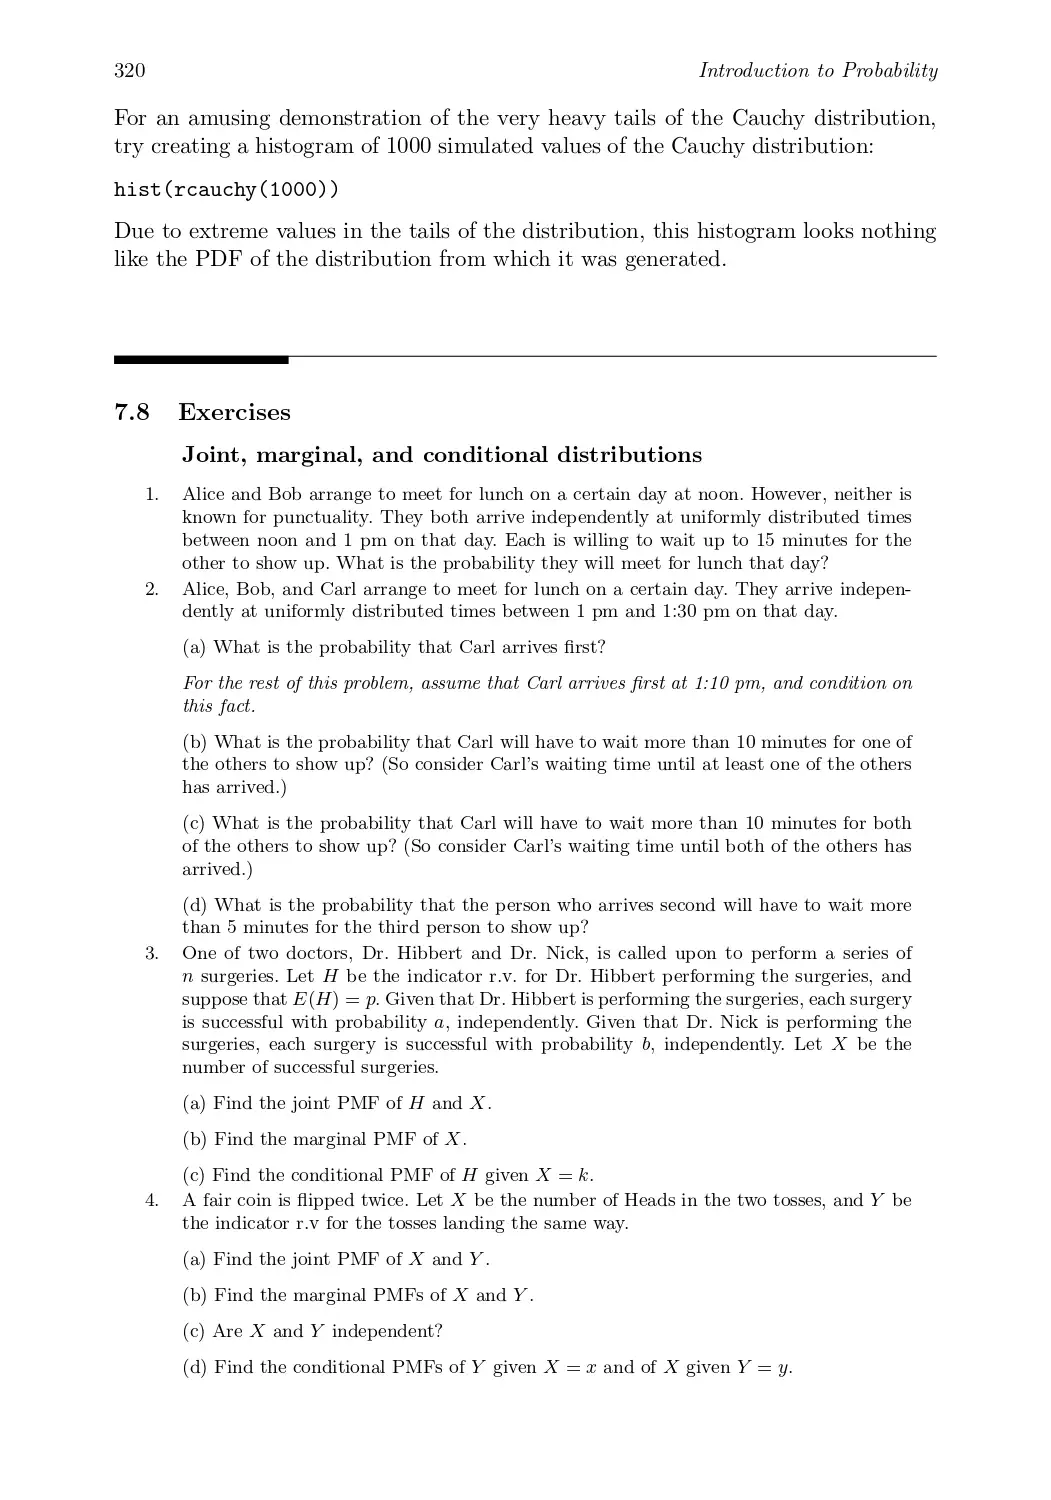 320 Introduction to Probability
For an amusing demonstration of the very heavy tails of the Cauchy distribution,
try creating a histogram of 1000 simulated values of the Cauchy distribution:
hist(rcauchy(1000))
Due to extreme values in the tails of the distribution, this histogram looks nothing
like the PDF of the distribution from which it was generated.
7.8 Exercises
Joint, marginal, and conditional distributions
1. Alice and Bob arrange to meet for lunch on a certain day at noon. However, neither is
known for punctuality. They both arrive independently at uniformly distributed times
between noon and 1 pm on that day. Each is willing to wait up to 15 minutes for the
other to show up. What is the probability they will meet for lunch that day?
2. Alice, Bob, and Carl arrange to meet for lunch on a certain day. They arrive indepen-
dently at uniformly distributed times between 1 pm and 1:30 pm on that day.
(a) What is the probability that Carl arrives first?
For the rest of this problem, assume that Carl arrives first at 1:10 pm, and condition on
this fact.
(b) What is the probability that Carl will have to wait more than 10 minutes for one of
the others to show up? (So consider Carl's waiting time until at least one of the others
has arrived.)
(c) What is the probability that Carl will have to wait more than 10 minutes for both
of the others to show up? (So consider Carl's waiting time until both of the others has
arrived.)
(d) What is the probability that the person who arrives second will have to wait more
than 5 minutes for the third person to show up?
3. One of two doctors, Dr. Hibbert and Dr. Nick, is called upon to perform a series of
n surgeries. Let H be the indicator r.v. for Dr. Hibbert performing the surgeries, and
suppose that E(H) = p. Given that Dr. Hibbert is performing the surgeries, each surgery
is successful with probability a, independently. Given that Dr. Nick is performing the
surgeries, each surgery is successful with probability b, independently. Let X be the
number of successful surgeries.
(a) Find the joint PMF of H and X.
(b) Find the marginal PMF of X.
(c) Find the conditional PMF of H given X = k.
4. A fair coin is flipped twice. Let X be the number of Heads in the two tosses, and Y be
the indicator r.v for the tosses landing the same way.
(a) Find the joint PMF of X and Y.
(b) Find the marginal PMFs of X and Y.
(c) Are X and Y independent?
(d) Find the conditional PMFs of Y given X = x and of X given Y = y.